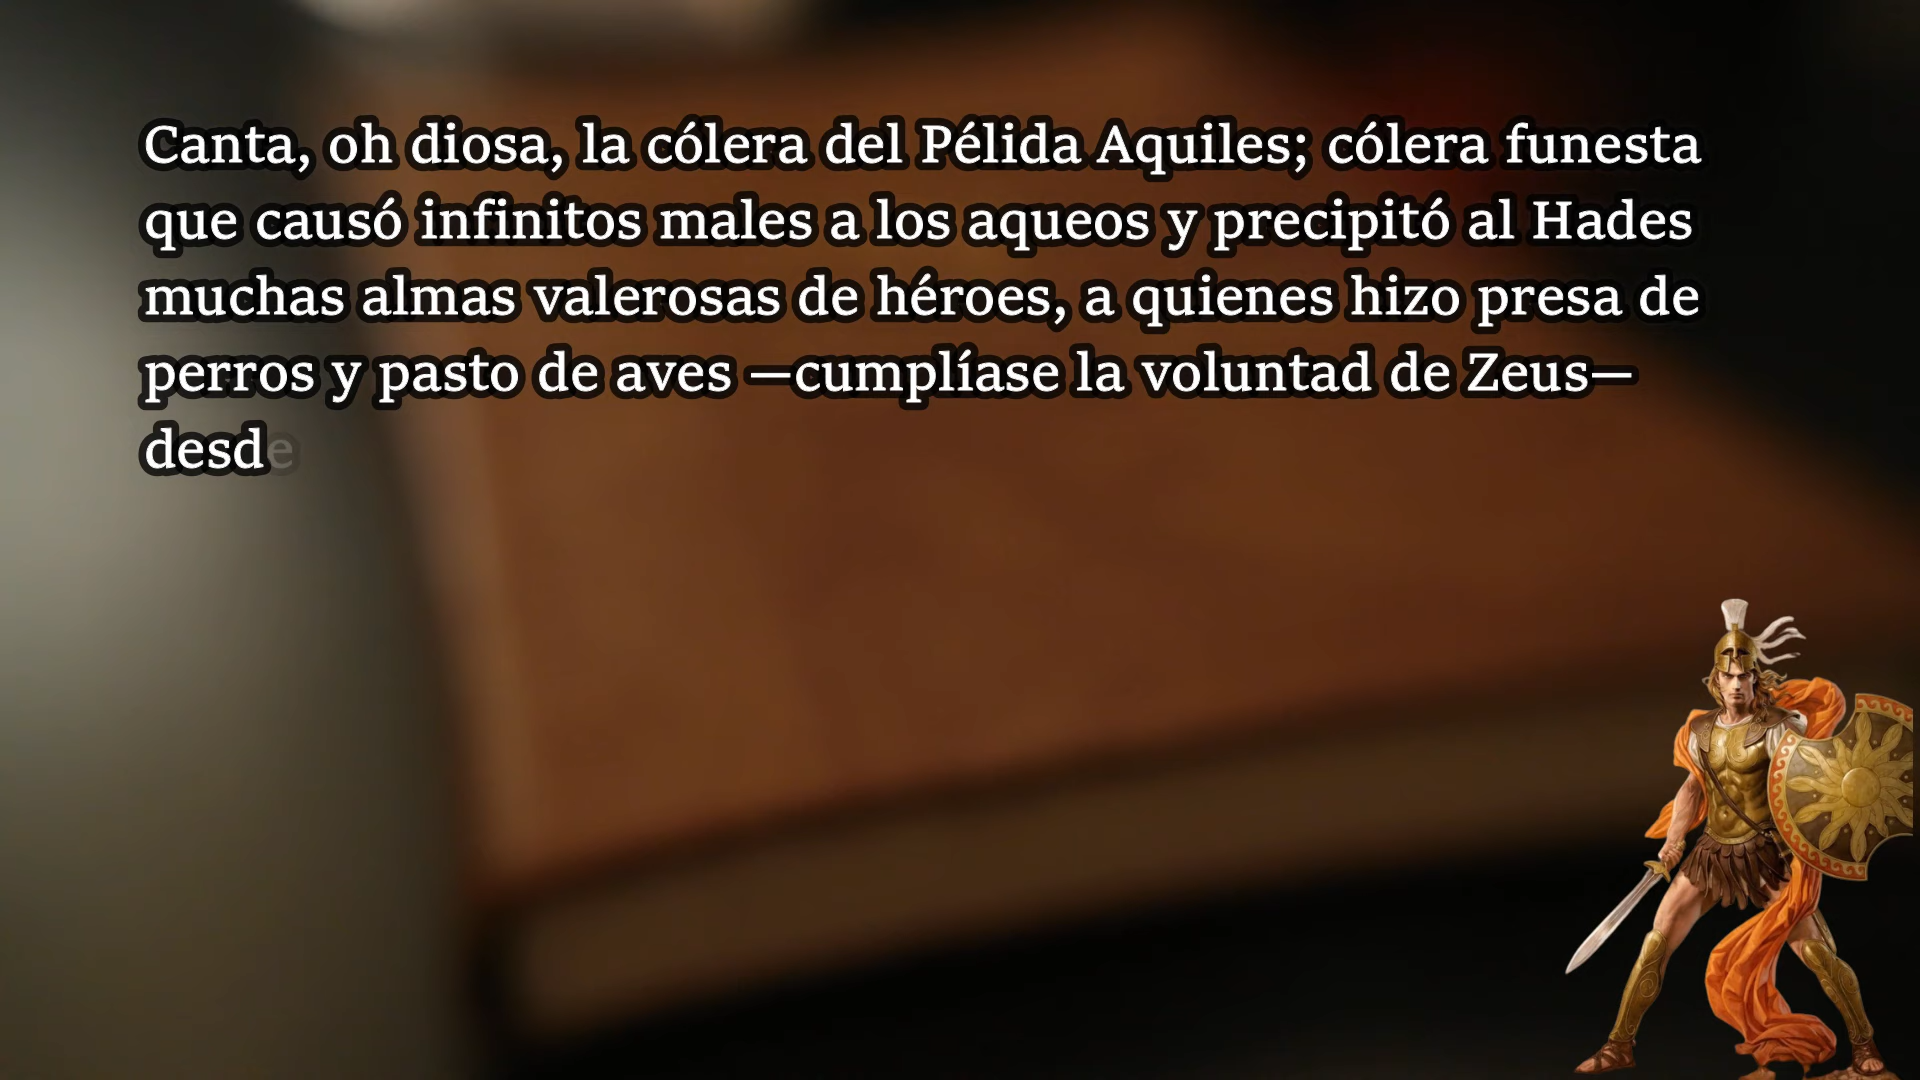 Canta, oh diosa, la cólera del Pélida Aquiles; cólera funesta
que causó infinitos males a los aqueos y precipitó al Hades
muchas almas valerosas de héroes, a quienes hizo presa de
perros y pasto de aves —cumplíase la voluntad de Zeus—
desde